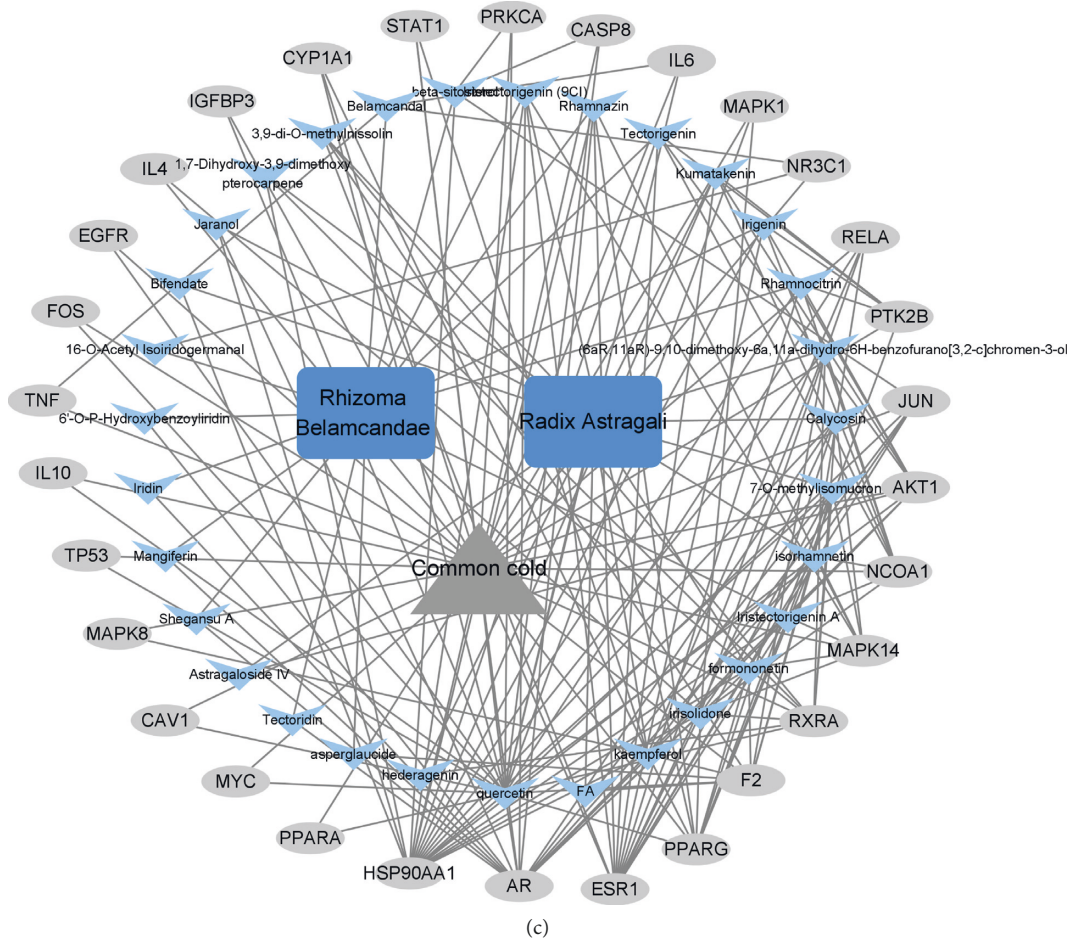 STAT1
PRKCA
CASP8
CYP1A1
IL6
IGFBP3
Belamcandal
beta-sitosterol
Isotectorigenin (9CI)
Rhamnazin
MAPK1
3,9-di-O-methylnissolin
Tectorigenin
IL4
1,7-Dihydroxy-3,9-dimethoxy
pterocarpene
Kumatakenin
NR3C1
EGFR
Jaranol
Irigenin
RELA
Bifendate
Rhamnocitrin
FOS
PTK2B
16-O-Acetyl Isoiridogermanal
(6aR,11aR)-9,10-dimethoxy-6a,11a-dihydro-6H-benzofurano[3,2-c]chromen-3-ol
TNF
Rhizoma
Belamcandae
Radix Astragali
JUN
6'-O-P-Hydroxybenzoyliridin
Calycosin
IL10
Iridin
7-O-methylisomucron
AKT1
TP53
Mangiferin
Common cold
isorhamnetin
NCOA1
MAPK8
Shegansu A
Iristectorigenin A
MAPK14
Astragaloside IV
formononetin
CAV1
Tectoridin
irisolidone
RXRA
MYC
asperglaucide
hederagenin
quercetin
FA
kaempferol
F2
PPARA
HSP90AA1
AR
ESR1
PPARG
(c)